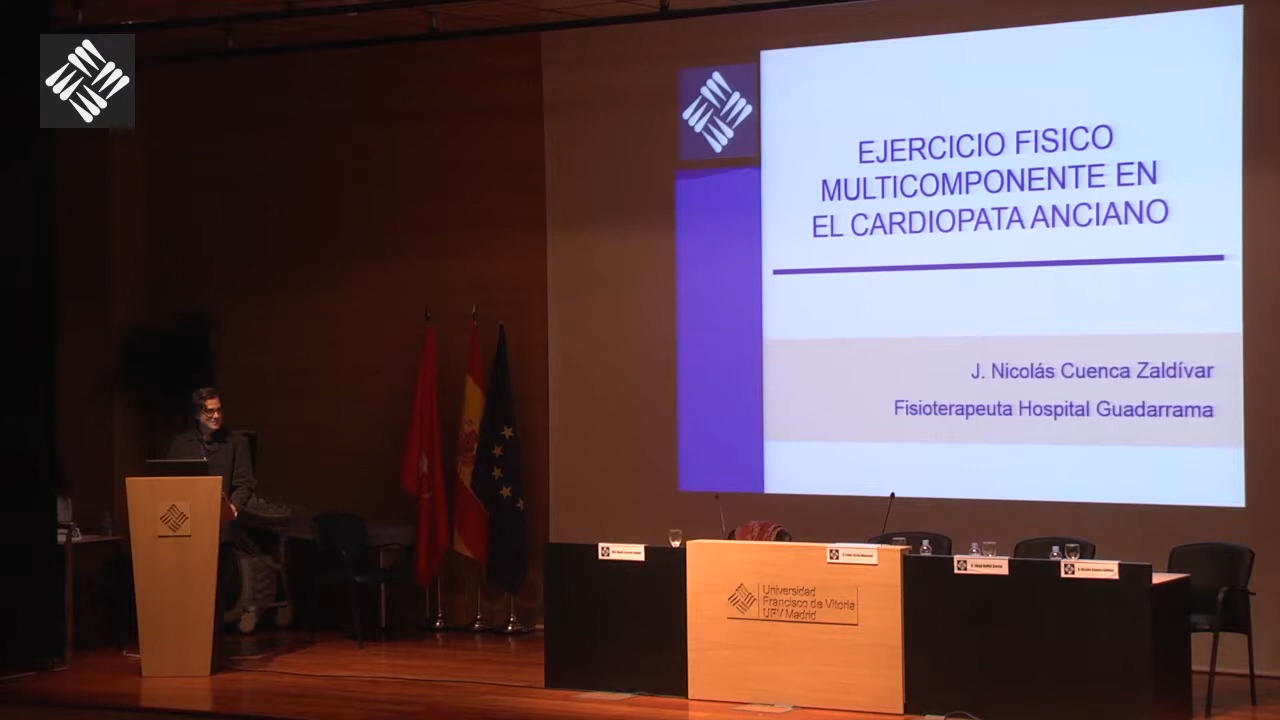 EJERCICIO FISICO
MULTICOMPONENTE EN
EL CARDIOPATA ANCIANO
J. Nicolás Cuenca Zaldívar
Fisioterapeuta Hospital Guadarrama
Universidad
Francisco de Vitoria
UFV Madrid